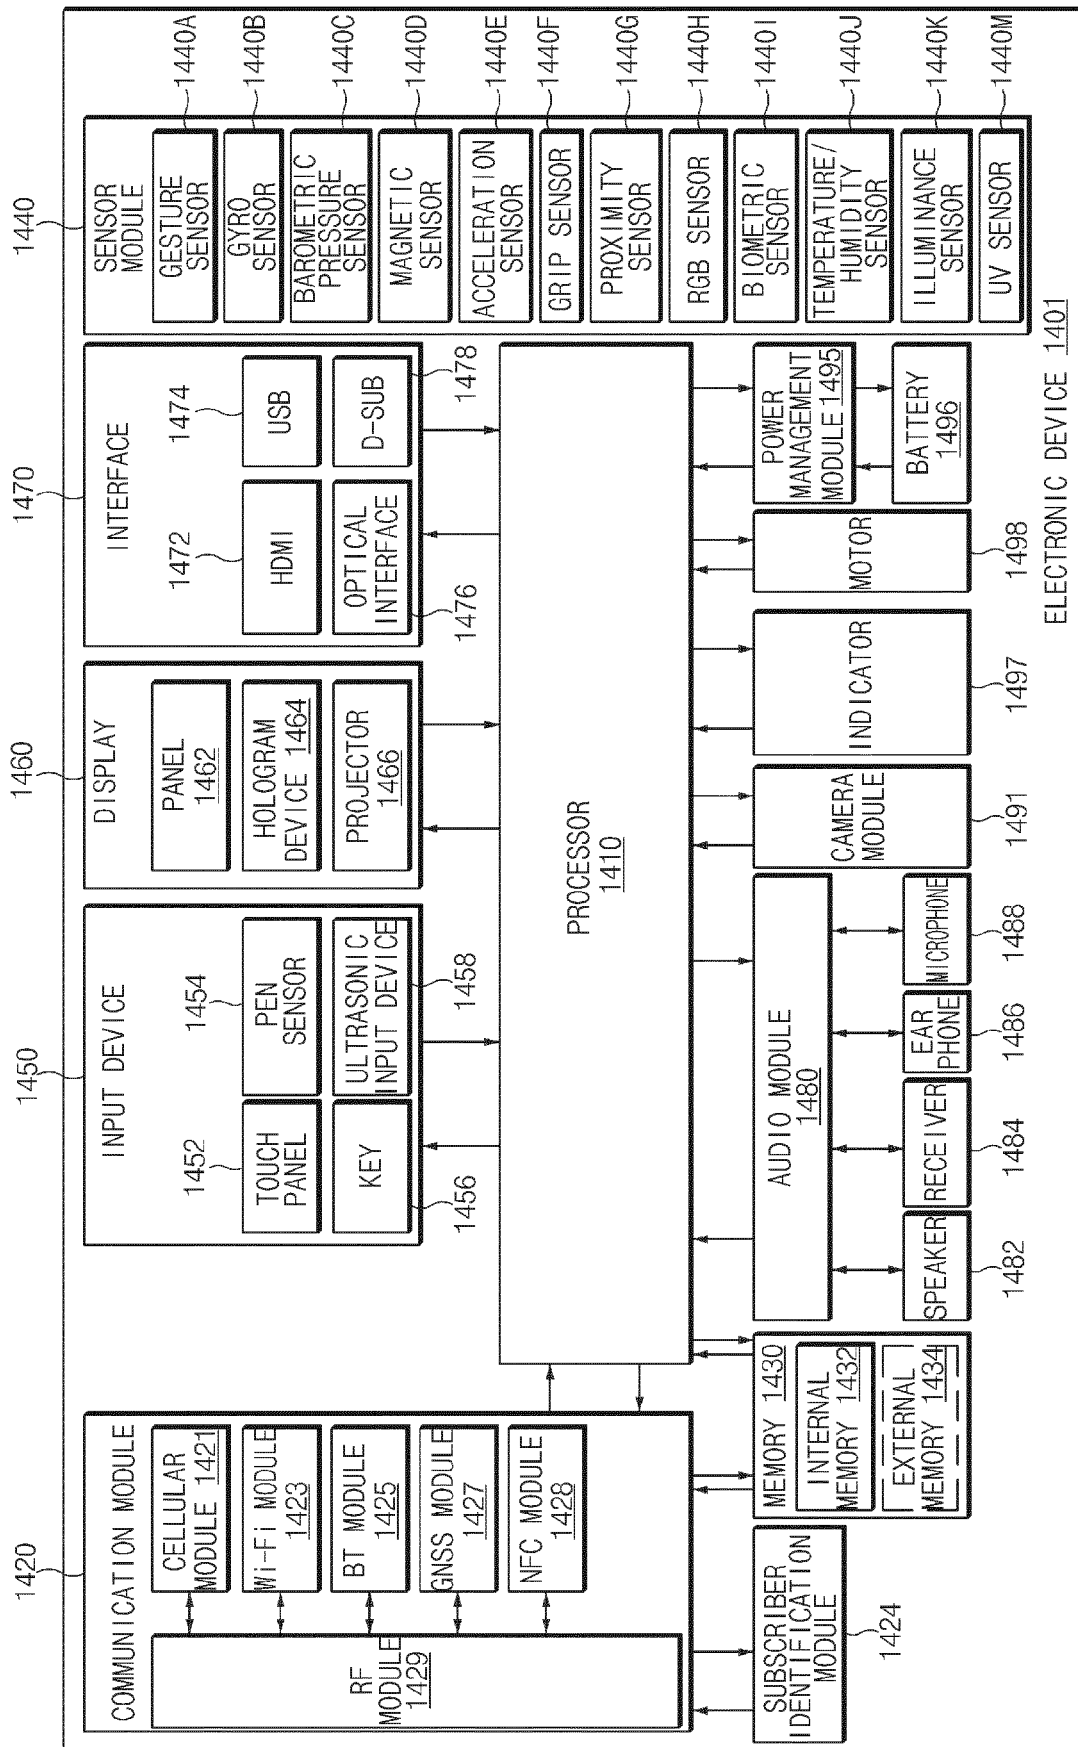 1420
COMMUNICATION MODULE
CELLULAR
MODULE 1421
Wi-Fi MODULE
1423
BT MODULE
1425
GNSS MODULE
1427
NFC MODULE
1428
RF
MODULE
1429
SUBSCRIBER
IDENTIFICATION
MODULE
1424
MEMORY 1430
INTERNAL
MEMORY 1432
EXTERNAL
MEMORY 1434
1450
INPUT DEVICE
1452
TOUCH
PANEL
1454
PEN
SENSOR
KEY
1456
ULTRASONIC
INPUT DEVICE
1458
1460
DISPLAY
PANEL
1462
HOLOGRAM
DEVICE 1464
PROJECTOR
1466
1470
INTERFACE
1472
HDMI
1474
USB
OPTICAL
INTERFACE
1476
D-SUB
1478
1440
SENSOR
MODULE
GESTURE
SENSOR
1440A
GYRO
SENSOR
1440B
BAROMETRIC
PRESSURE
SENSOR
1440C
MAGNETIC
SENSOR
1440D
ACCELERATION
SENSOR
1440E
GRIP SENSOR
1440F
PROXIMITY
SENSOR
1440G
RGB SENSOR
1440H
BIOMETRIC
SENSOR
1440I
TEMPERATURE/
HUMIDITY
SENSOR
1440J
ILLUMINANCE
SENSOR
1440K
UV SENSOR
1440M
PROCESSOR
1410
AUDIO MODULE
1480
SPEAKER
1482
RECEIVER
1484
EAR
PHONE
1486
MICROPHONE
1488
CAMERA
MODULE
1491
INDICATOR
1497
MOTOR
1498
POWER
MANAGEMENT
MODULE 1495
BATTERY
1496
ELECTRONIC DEVICE 1401